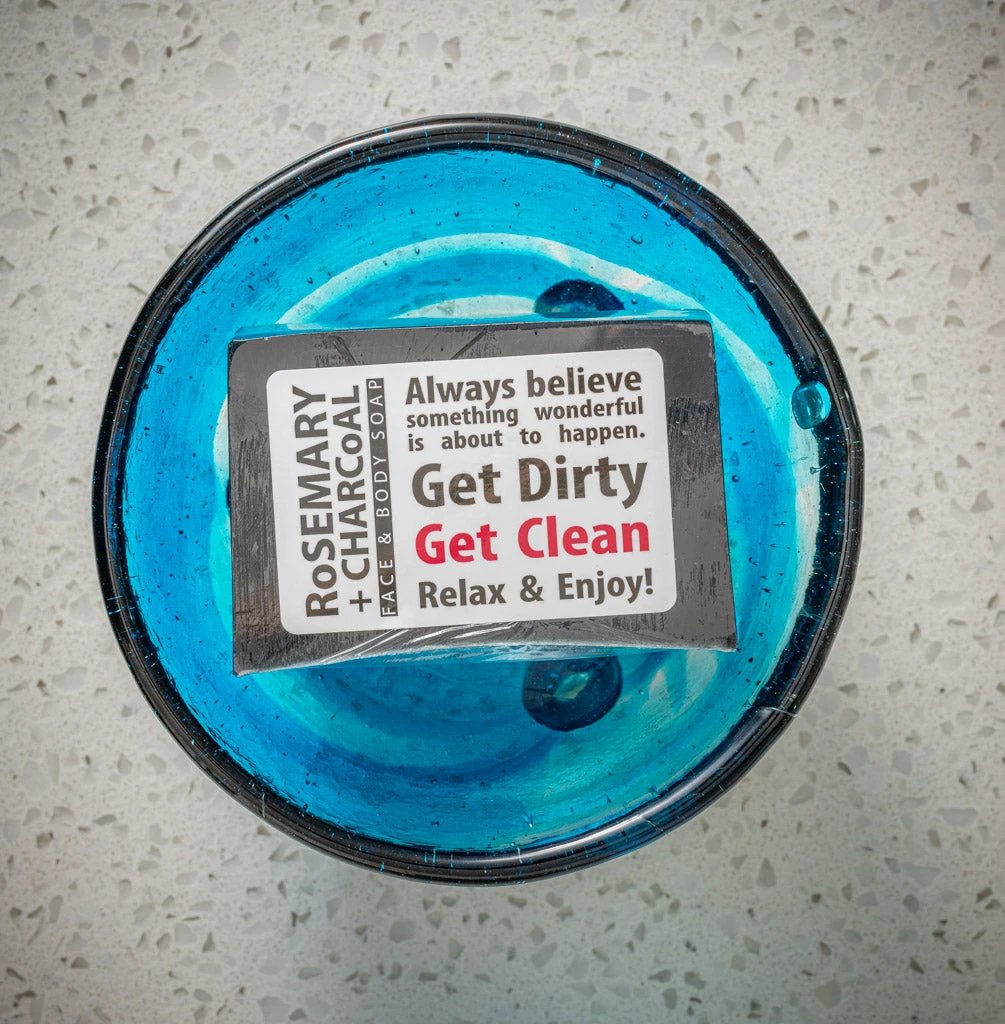 RoSEMARY
+ CHARCoAL
FACE & BODY SOAP
Always believe
something wonderful
is about to happen.
Get Dirty
Get Clean
Relax & Enjoy!